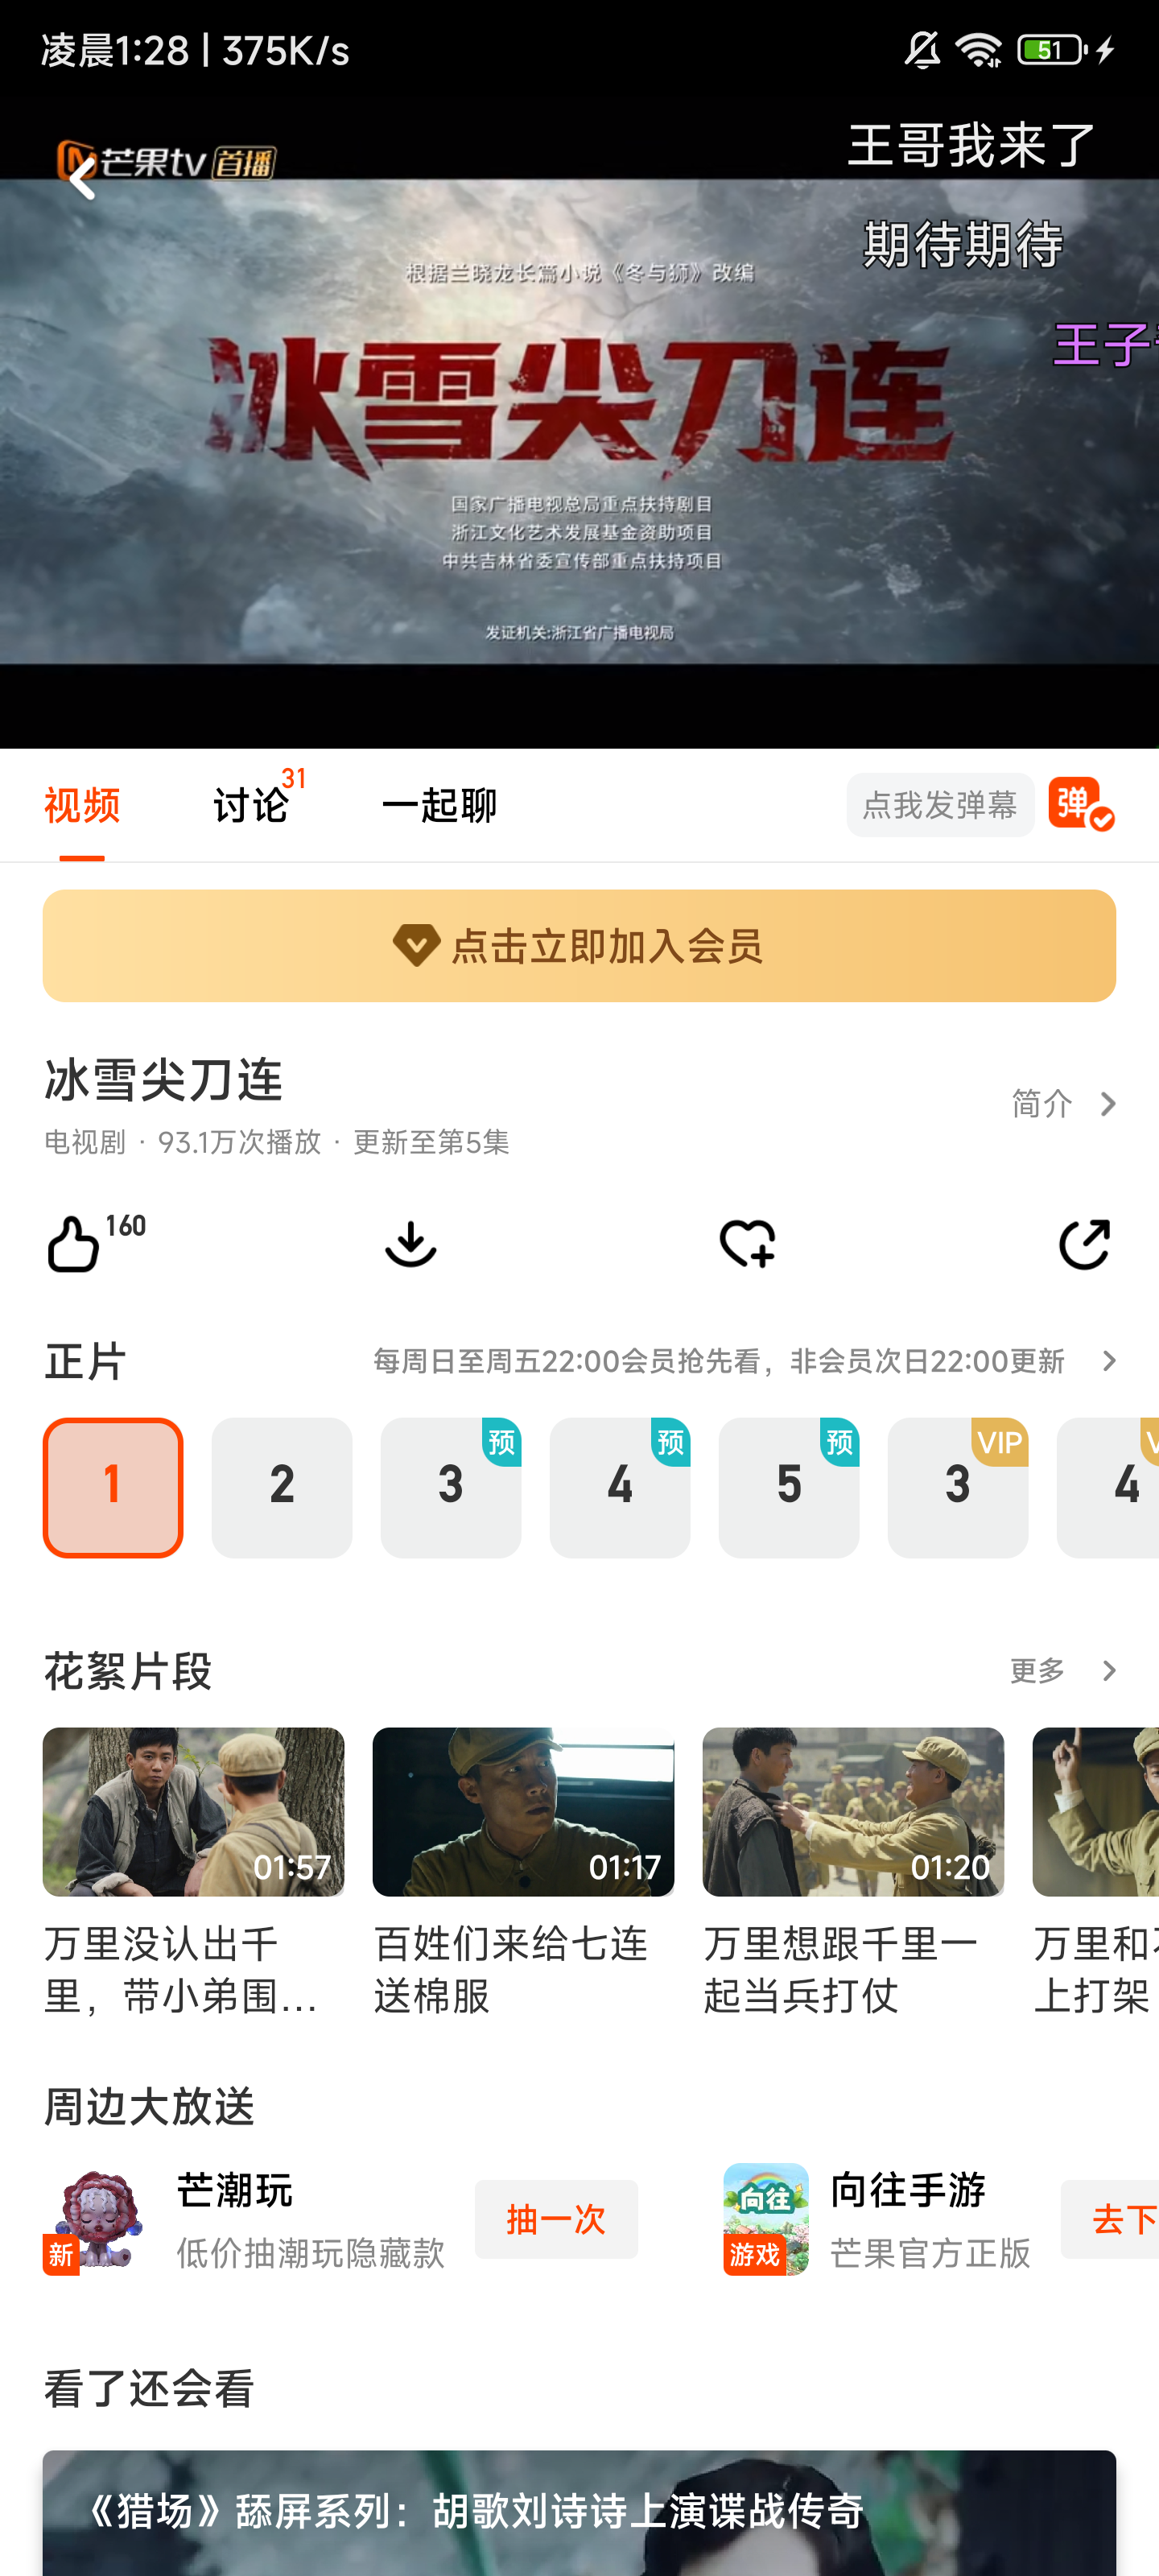 凌晨1:28 | 375K/s
51
芒果tv 首播
王哥我来了
期待期待
王子
根据兰晓龙长篇小说《冬与狮》改编
冰雪尖刀连
国家广播电视总局重点扶持剧目
浙江文化艺术发展基金资助项目
中共吉林省委宣传部重点扶持项目
发证机关:浙江省广播电视局
视频 讨论 31 一起聊 点我发弹幕 弹
点击立即加入会员
冰雪尖刀连
简介
电视剧 · 93.1万次播放 · 更新至第5集
160
正片 每周日至周五22:00会员抢先看，非会员次日22:00更新
1 2 3 预 4 预 5 预 3 VIP 4 V
花絮片段 更多
01:57 01:17 01:20
万里没认出千
里，带小弟围...
百姓们来给七连
送棉服
万里想跟千里一
起当兵打仗
万里和
上打架
周边大放送
新
芒潮玩
低价抽潮玩隐藏款
抽一次
向往
游戏
向往手游
芒果官方正版
去下
看了还会看
《猎场》舔屏系列：胡歌刘诗诗上演谍战传奇